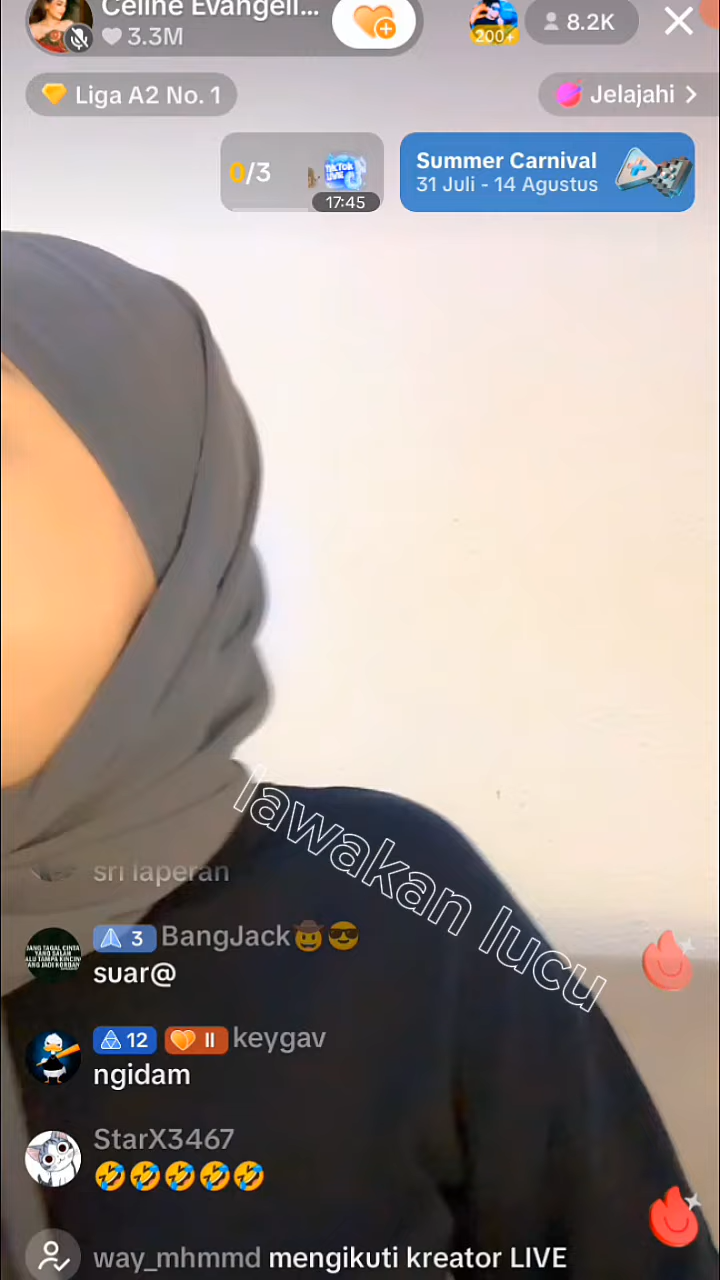 Celine Evangeli...
3.3M
200+
8.2K
Liga A2 No. 1
Jelajahi >
0/3
TikTok LIVE
17:45
Summer Carnival
31 Juli - 14 Agustus
lawakan lucu
sri laperan
3 BangJack🤠😎
suar@
12 II keygav
ngidam
StarX3467
🤣🤣🤣🤣🤣
way_mhmmd mengikuti kreator LIVE